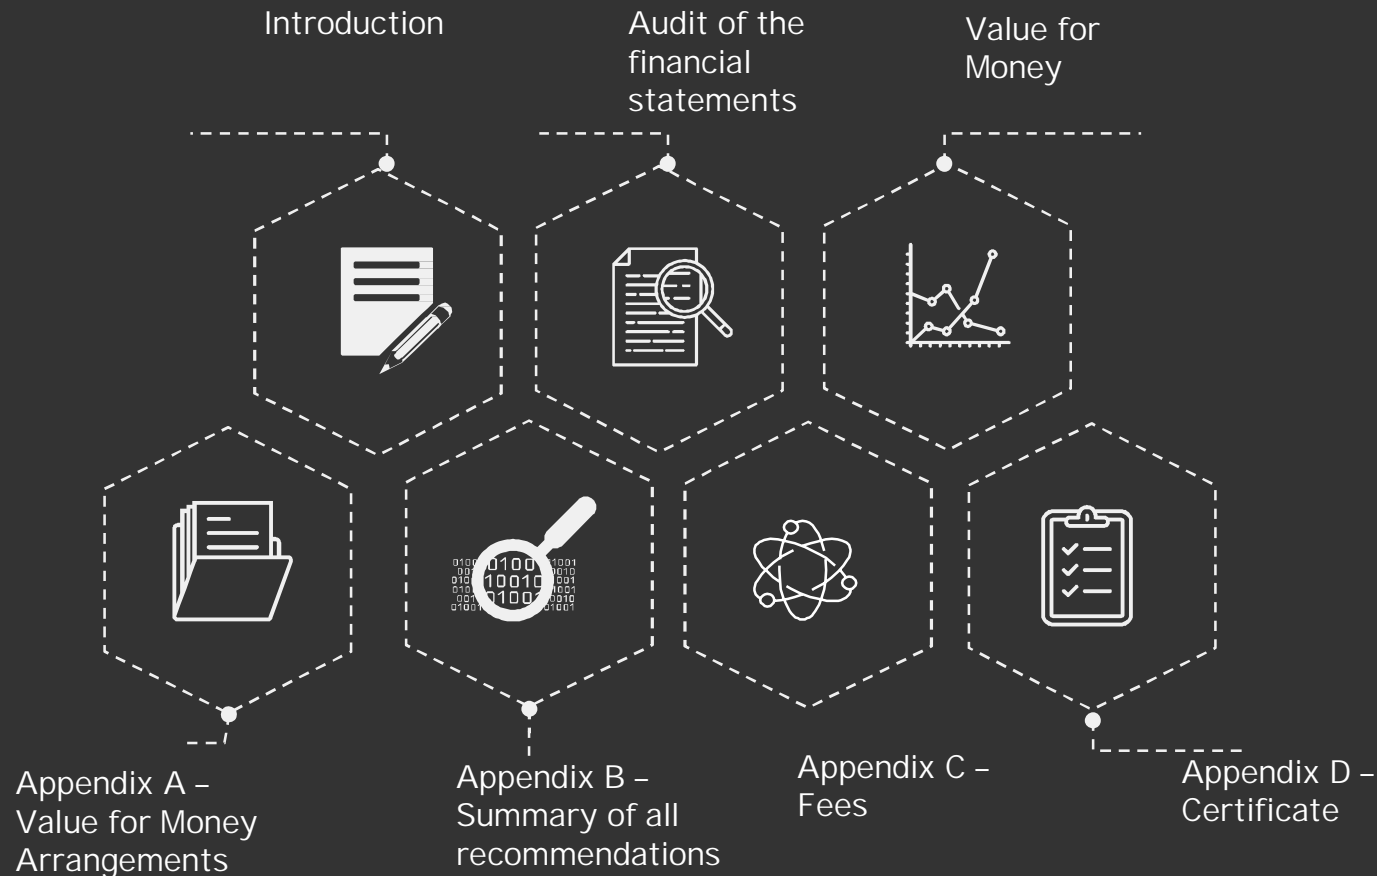 Introduction
Audit of the
financial
statements
Value for
Money
Appendix A –
Value for Money
Arrangements
Appendix B –
Summary of all
recommendations
Appendix C –
Fees
Appendix D –
Certificate